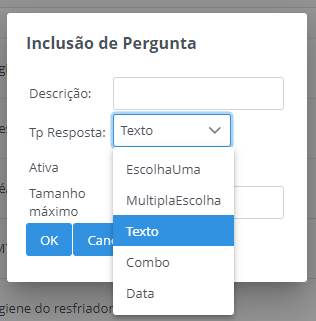 Inclusão de Pergunta
Descrição:
Tp Resposta: Texto
EscolhaUma
Ativa
MultiplaEscolha
Tamanho
máximo
Texto
OK
Combo
Data
giene do resfriador